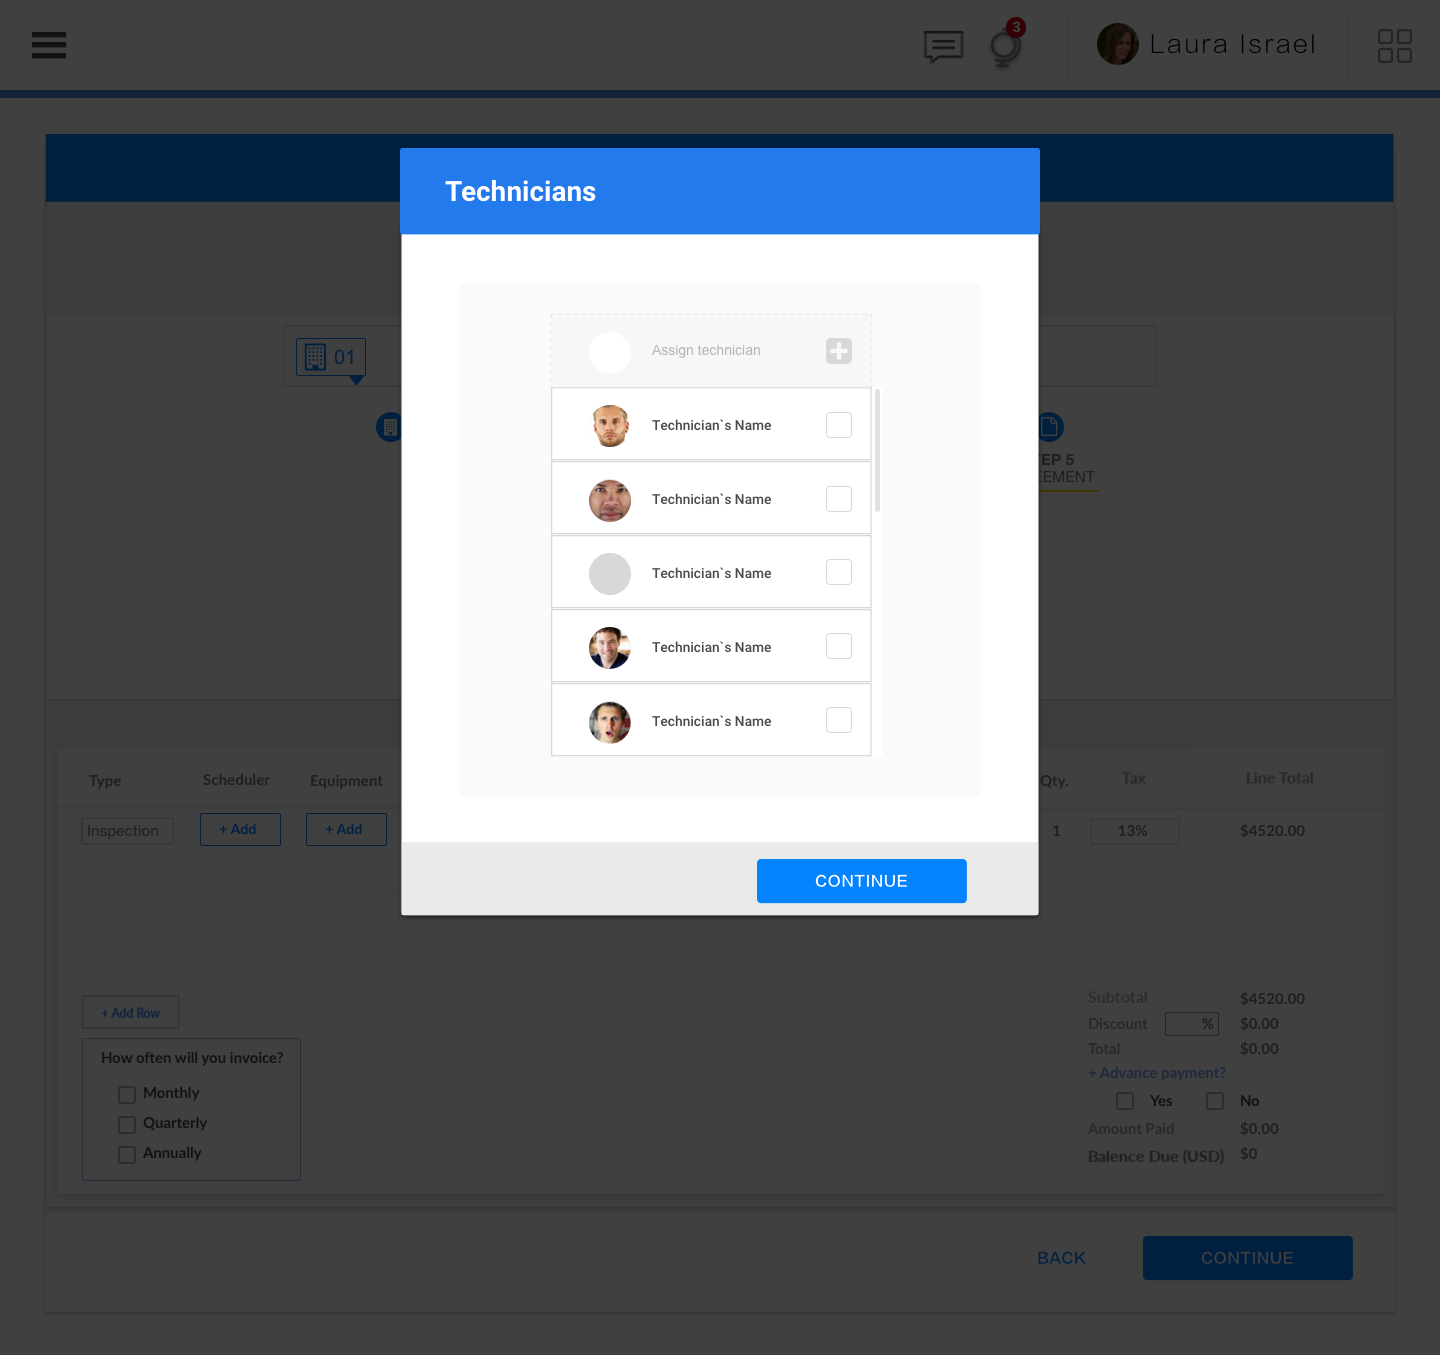 3
Laura Israel
Technicians
01
Assign technician
Technician`s Name
Technician`s Name
Technician`s Name
Technician`s Name
Technician`s Name
TEP 5
EEMENT
Type Scheduler Equipment Qty. Tax Line Total
Inspection + Add + Add 1 13% $4520.00
CONTINUE
+ Add Row
How often will you invoice?
Monthly
Quarterly
Annually
Subtotal $4520.00
Discount % $0.00
Total $0.00
+ Advance payment?
Yes No
Amount Paid $0.00
Balence Due (USD) $0
BACK CONTINUE